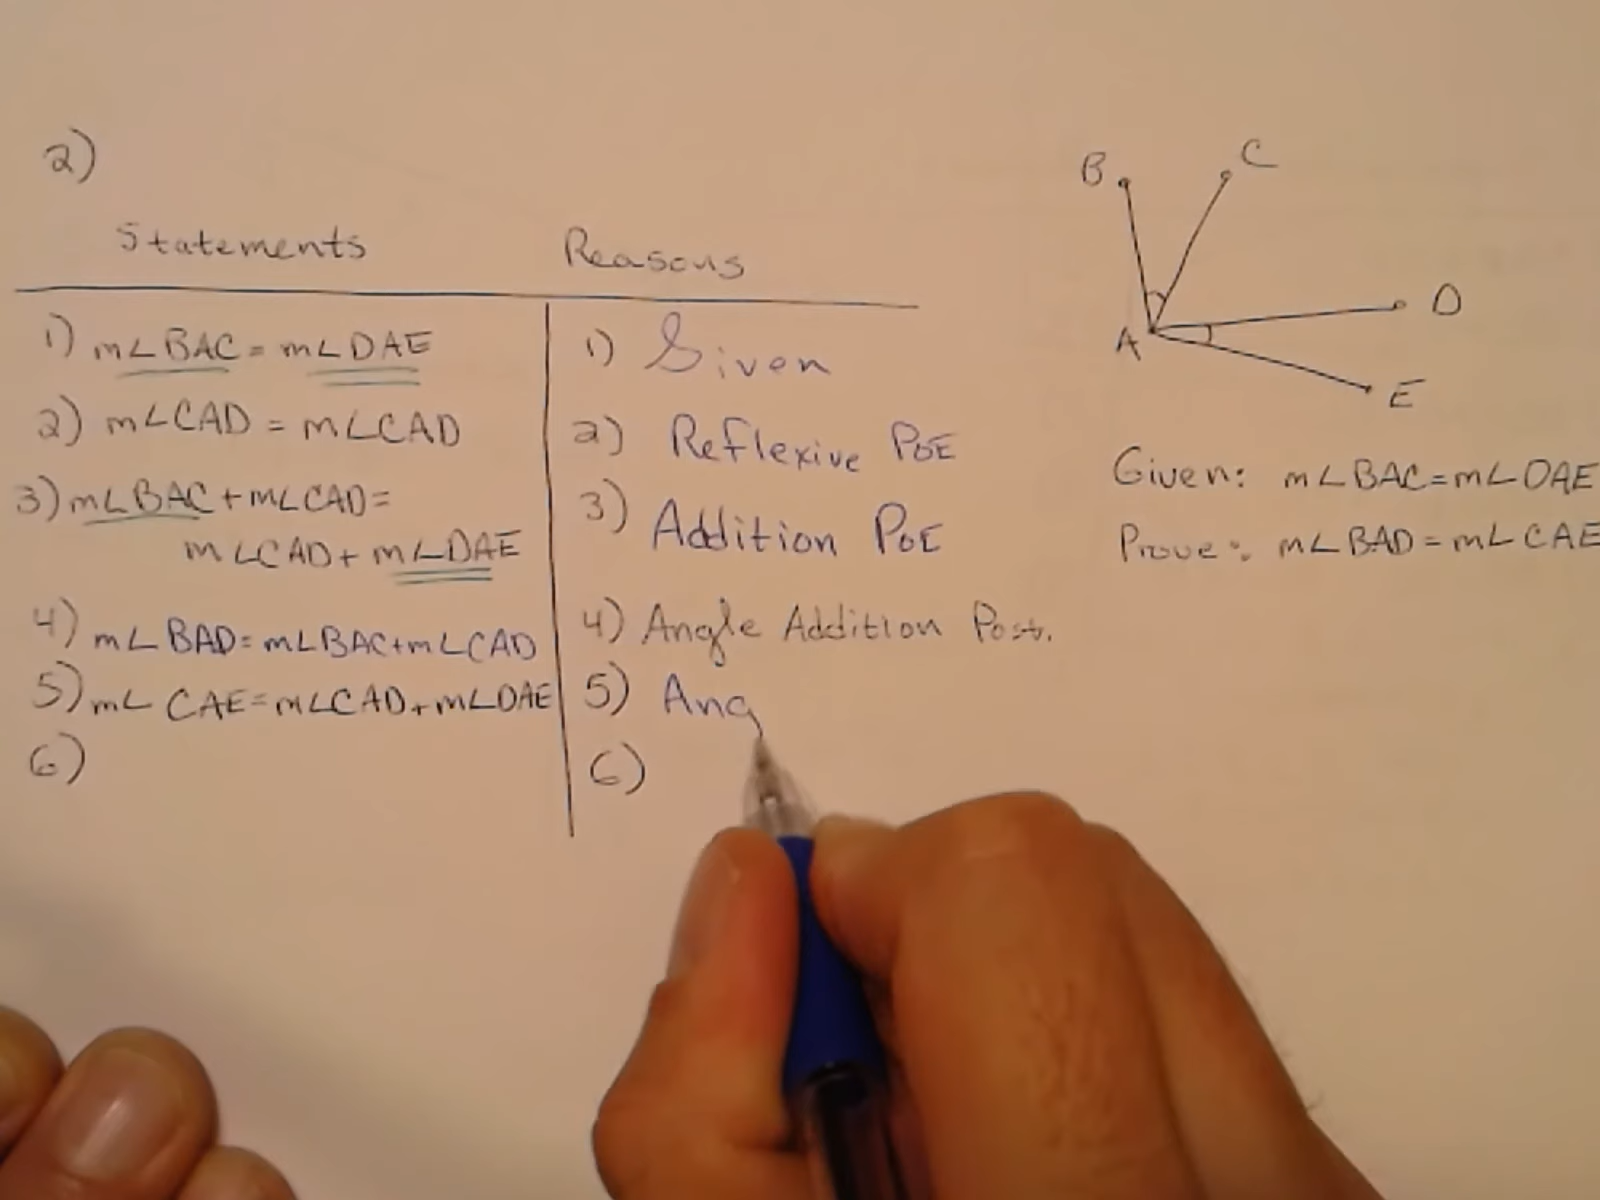 2)
Statements Reasons
1) m∠BAC = m∠DAE 1) Given
2) m∠CAD = m∠CAD 2) Reflexive PoE
3) m∠BAC + m∠CAD = 3) Addition PoE
m∠CAD + m∠DAE
4) m∠BAD = m∠BAC + m∠CAD 4) Angle Addition Post.
5) m∠CAE = m∠CAD + m∠DAE 5) Ang
6) 6)
B C
D
A
E
Given: m∠BAC = m∠DAE
Prove: m∠BAD = m∠CAE